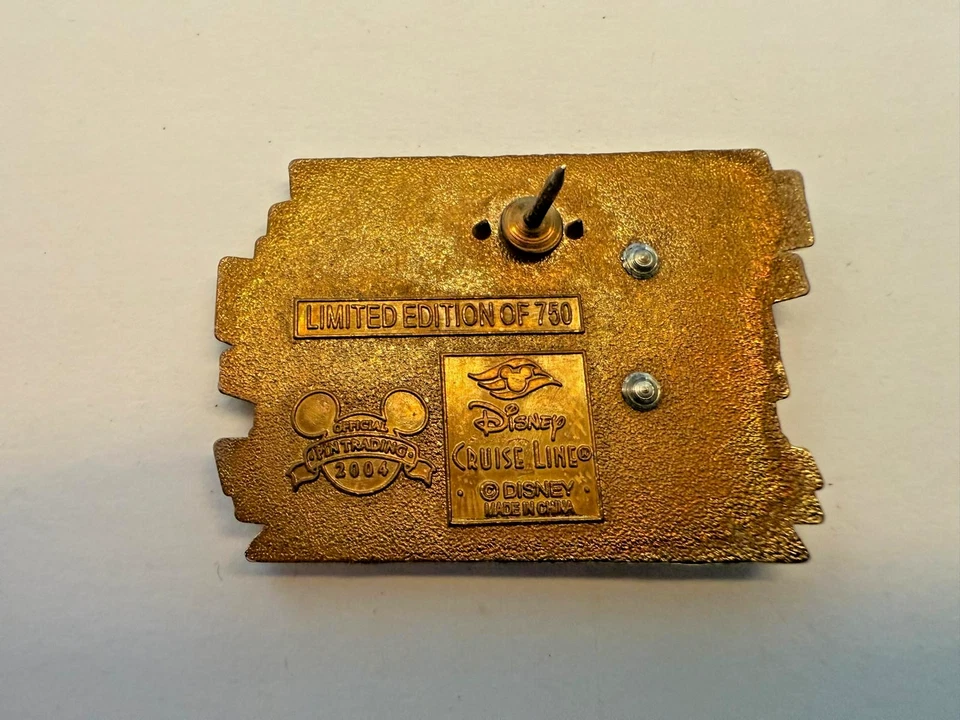 LIMITED EDITION OF 750
OFFICIAL
PIN TRADING
2004
Disney
CRUISE LINE®
© DISNEY
MADE IN CHINA